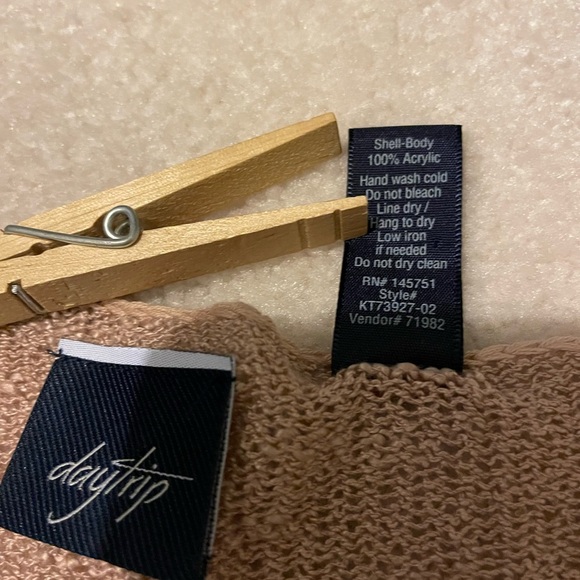 Shell-Body
100% Acrylic
Hand wash cold
Do not bleach
Line dry /
Hang to dry
Low iron
if needed
Do not dry clean
RN# 145751
Style#
KT73927-02
Vendor# 71982
daytrip